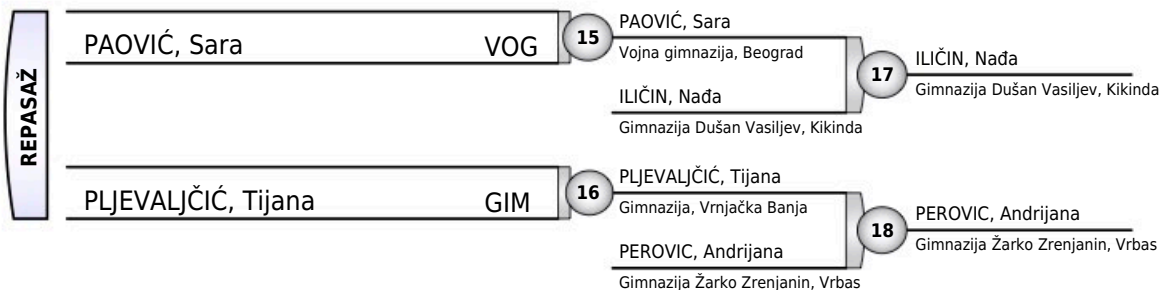 REPASAŽ
PAOVIĆ, Sara VOG
15
PAOVIĆ, Sara
Vojna gimnazija, Beograd
ILIČIN, Nađa
Gimnazija Dušan Vasiljev, Kikinda
17
ILIČIN, Nađa
Gimnazija Dušan Vasiljev, Kikinda
PLJEVALJČIĆ, Tijana GIM
16
PLJEVALJČIĆ, Tijana
Gimnazija, Vrnjačka Banja
PEROVIC, Andrijana
Gimnazija Žarko Zrenjanin, Vrbas
18
PEROVIC, Andrijana
Gimnazija Žarko Zrenjanin, Vrbas